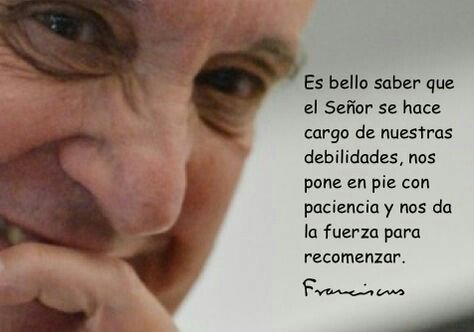 Es bello saber que
el Señor se hace
cargo de nuestras
debilidades, nos
pone en pie con
paciencia y nos da
la fuerza para
recomenzar.
Franciscus